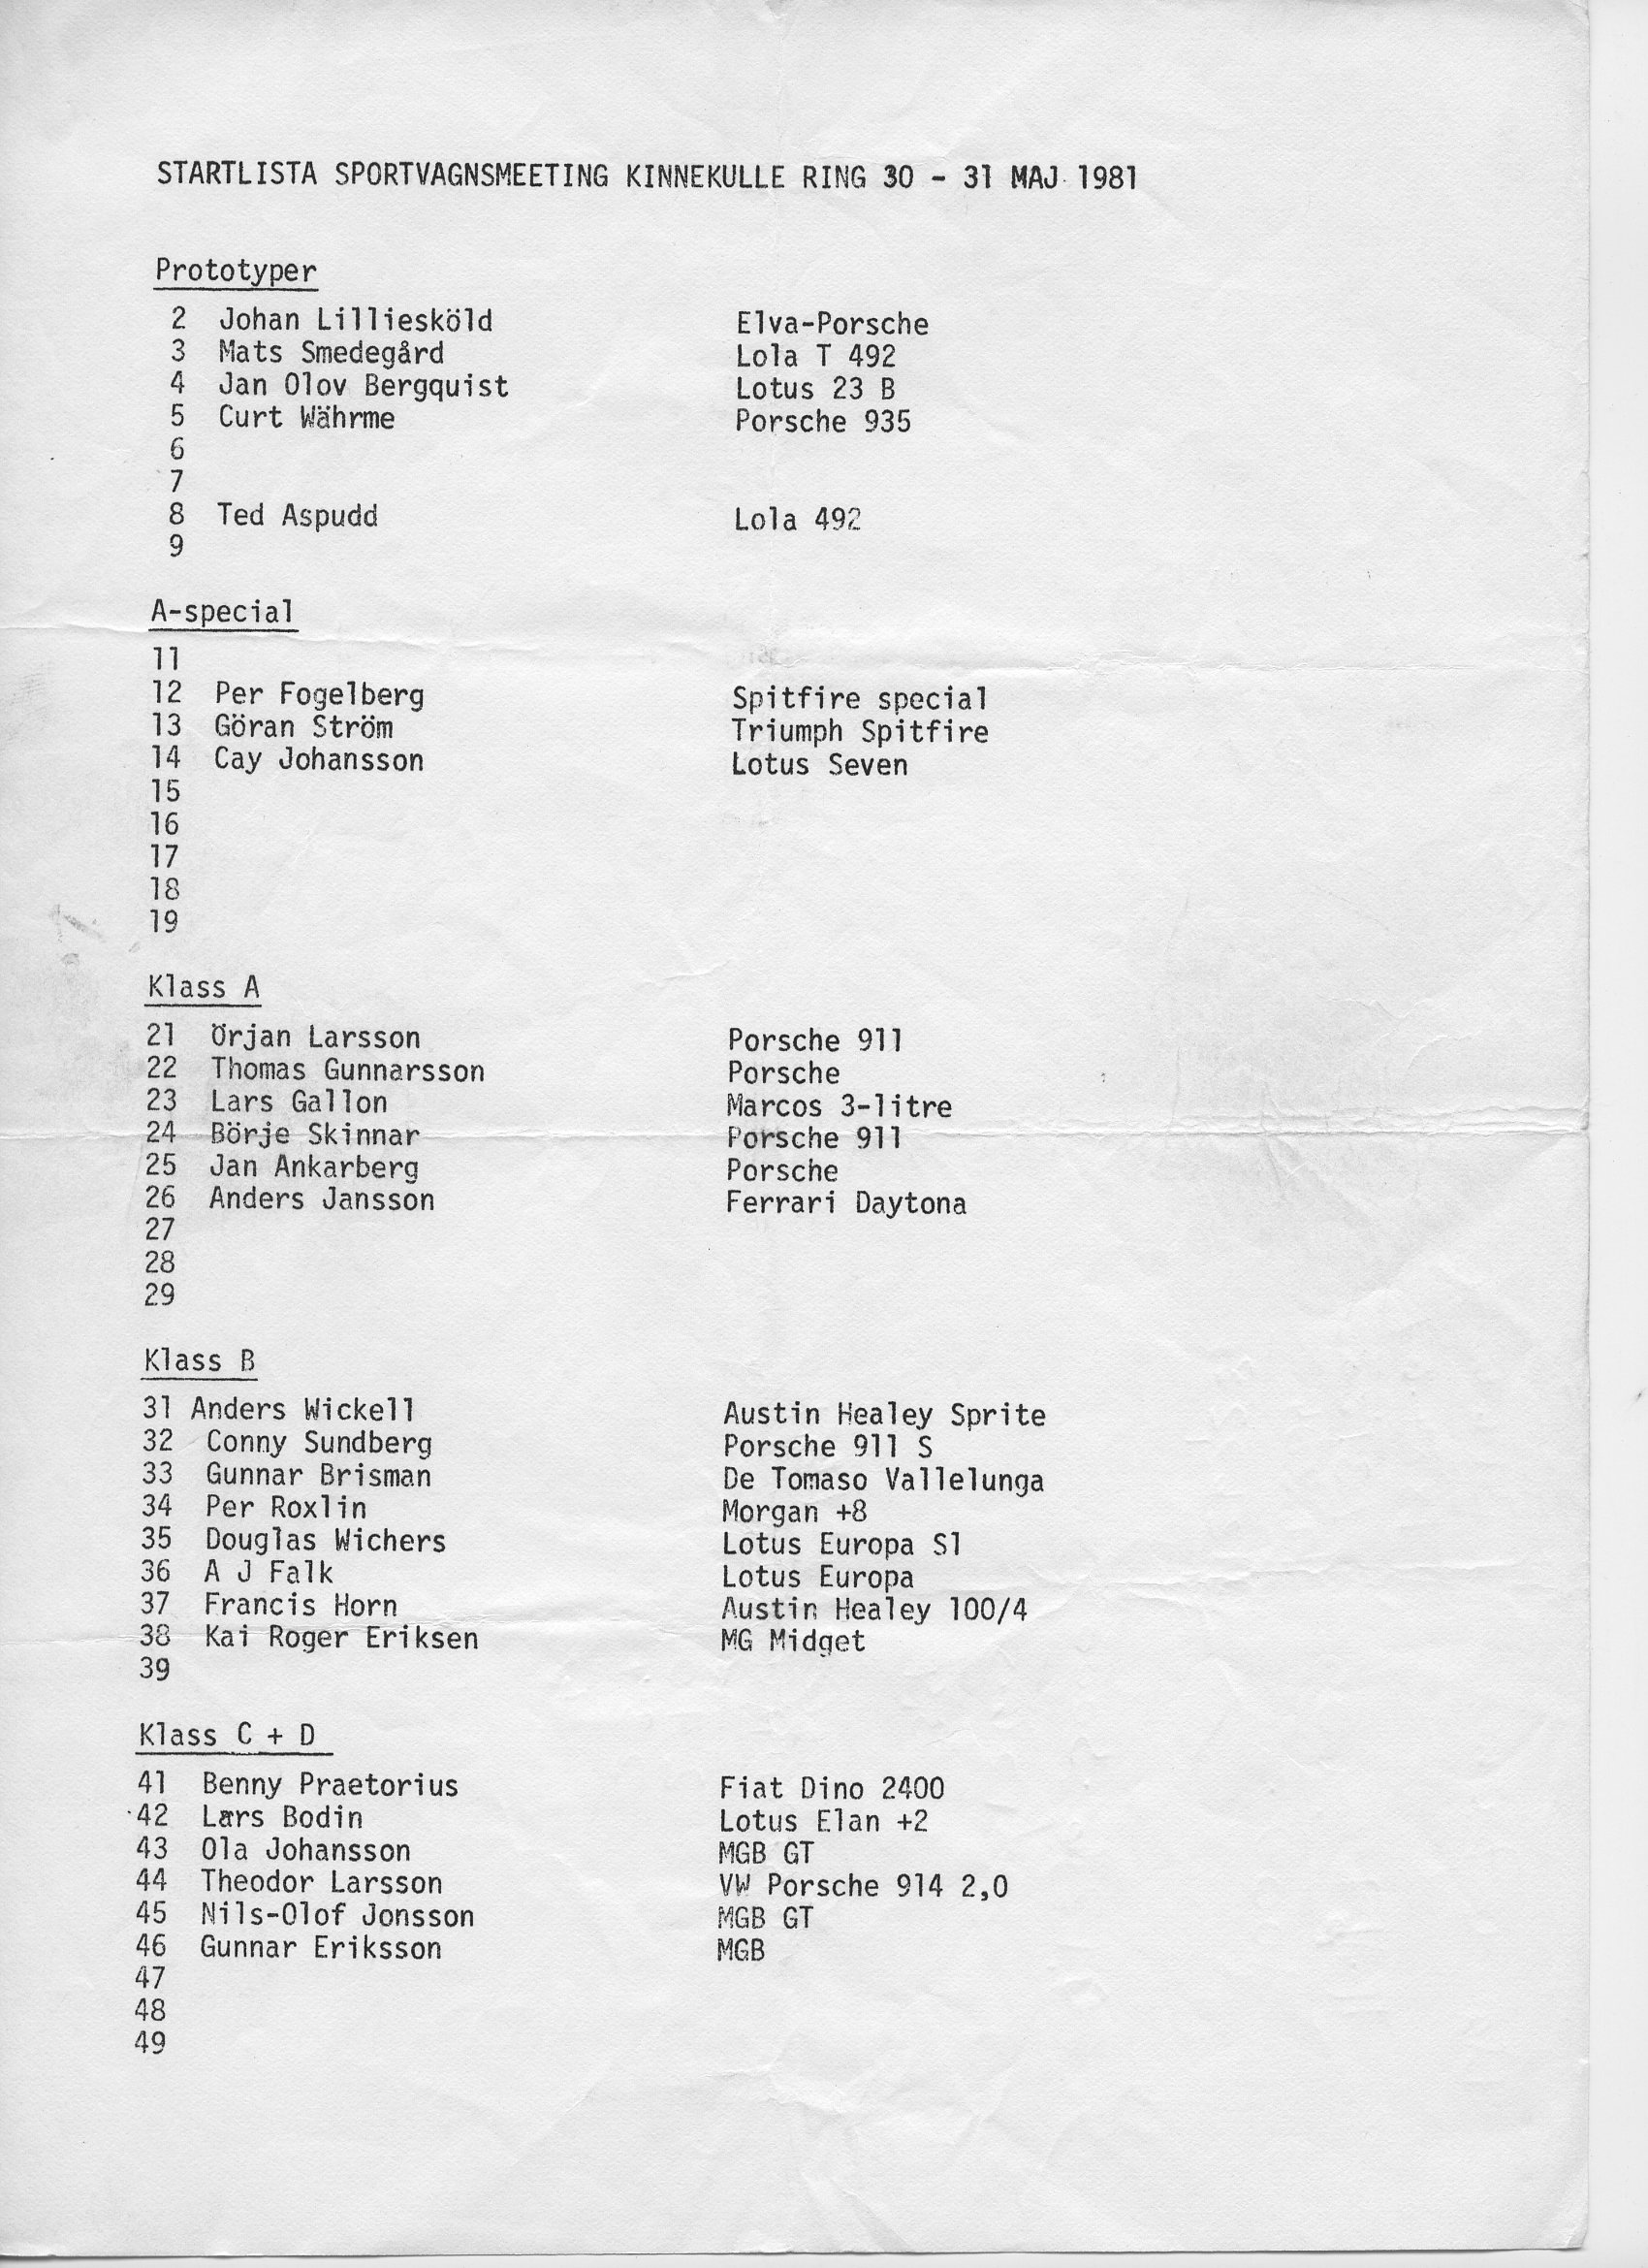 STARTLISTA SPORTVAGNSMEETING KINNEKULLE RING 30 - 31 MAJ 1981
Prototyper
2 Johan Lilliesköld Elva-Porsche
3 Mats Smedegård Lola T 492
4 Jan Olov Bergquist Lotus 23 B
5 Curt Währme Porsche 935
6
7
8 Ted Aspudd Lola 492
9
A-special
11
12 Per Fogelberg Spitfire special
13 Göran Ström Triumph Spitfire
14 Cay Johansson Lotus Seven
15
16
17
18
19
Klass A
21 Örjan Larsson Porsche 911
22 Thomas Gunnarsson Porsche
23 Lars Gallon Marcos 3-litre
24 Börje Skinnar Porsche 911
25 Jan Ankarberg Porsche
26 Anders Jansson Ferrari Daytona
27
28
29
Klass B
31 Anders Wickell Austin Healey Sprite
32 Conny Sundberg Porsche 911 S
33 Gunnar Brisman De Tomaso Vallelunga
34 Per Roxlin Morgan +8
35 Douglas Wichers Lotus Europa S1
36 A J Falk Lotus Europa
37 Francis Horn Austin Healey 100/4
38 Kai Roger Eriksen MG Midget
39
Klass C + D
41 Benny Praetorius Fiat Dino 2400
42 Lars Bodin Lotus Elan +2
43 Ola Johansson MGB GT
44 Theodor Larsson VW Porsche 914 2,0
45 Nils-Olof Jonsson MGB GT
46 Gunnar Eriksson MGB
47
48
49